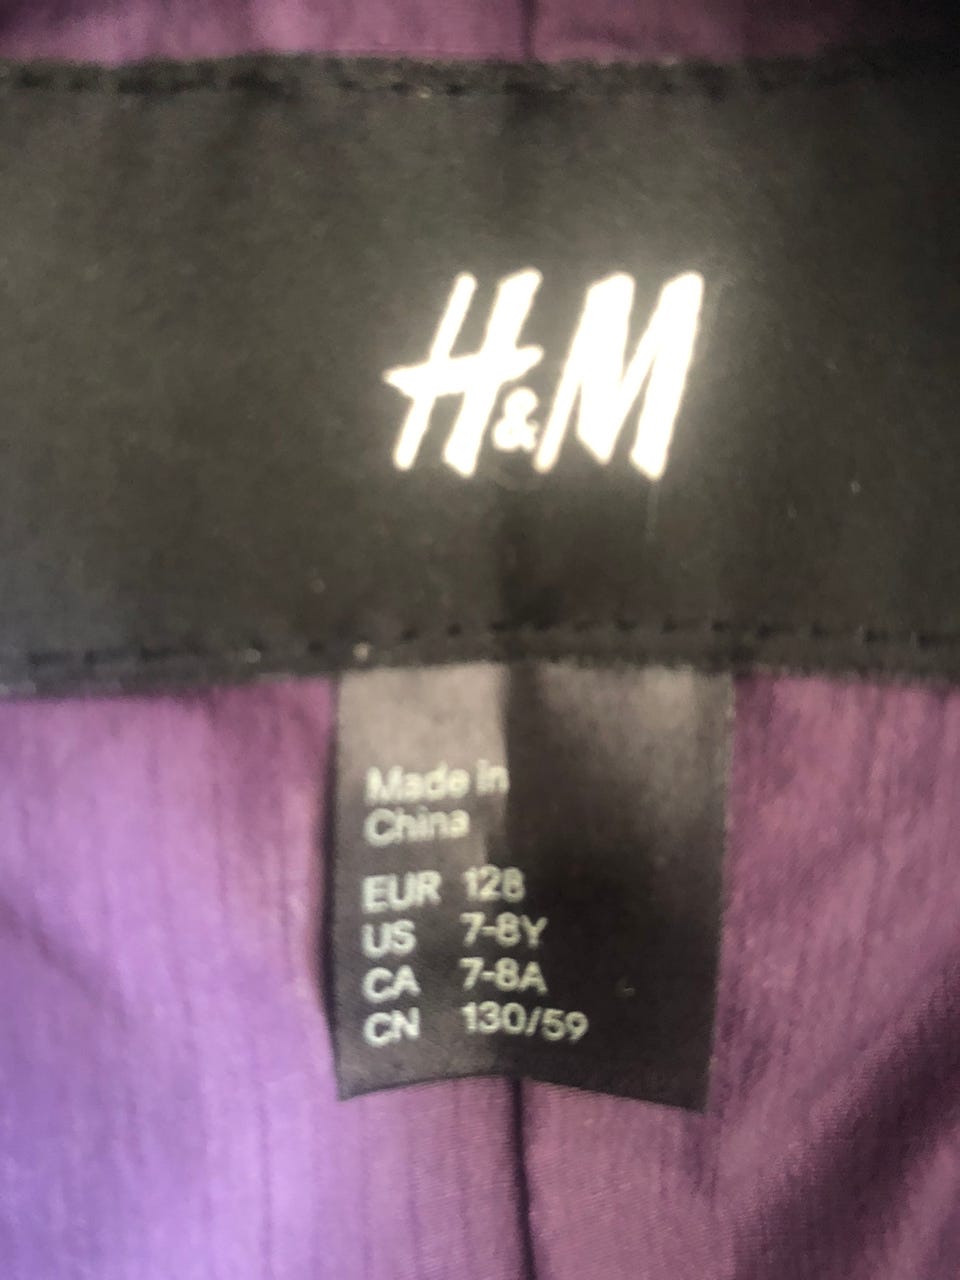 H&M
Made in
China
EUR 128
US 7-8Y
CA 7-8A
CN 130/59